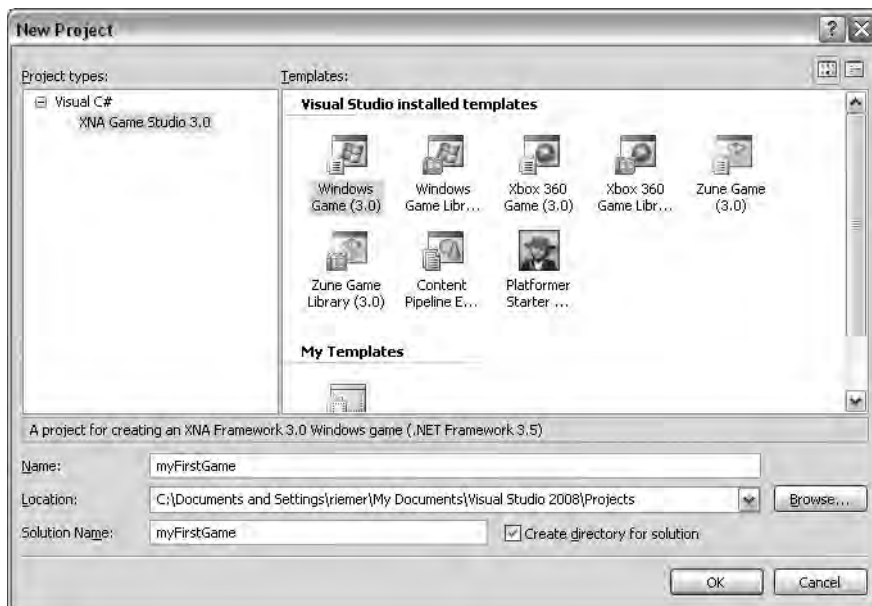 New Project
Project types:
Templates:
Visual C#
XNA Game Studio 3.0
Visual Studio installed templates
Windows Game (3.0)
Windows Game Libr...
Xbox 360 Game (3.0)
Xbox 360 Game Libr...
Zune Game (3.0)
Zune Game Library (3.0)
Content Pipeline E...
Platformer Starter ...
My Templates
A project for creating an XNA Framework 3.0 Windows game (.NET Framework 3.5)
Name:
myFirstGame
Location:
C:\Documents and Settings\riemer\My Documents\Visual Studio 2008\Projects
Browse...
Solution Name:
myFirstGame
Create directory for solution
OK
Cancel